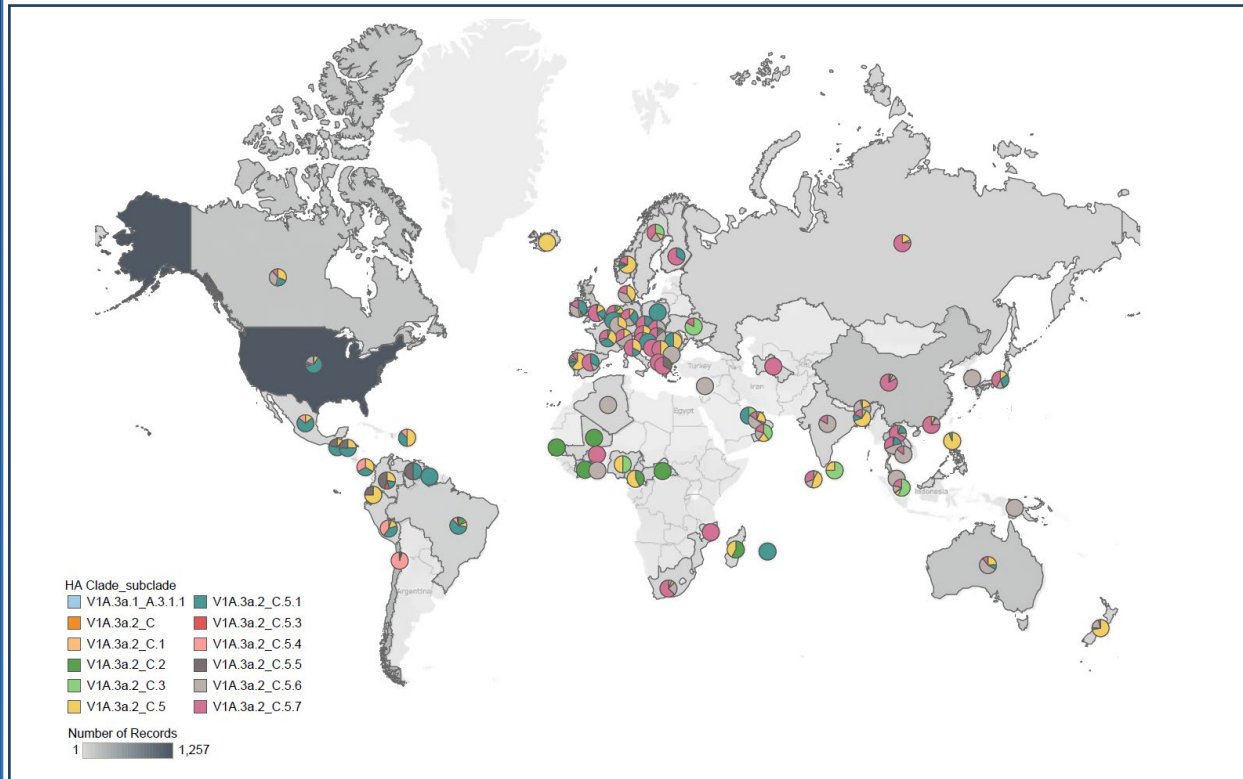 Turkey
Iran
Egypt
Indonesia
Argentina
HA Clade_subclade
V1A.3a.1_A.3.1.1 V1A.3a.2_C.5.1
V1A.3a.2_C V1A.3a.2_C.5.3
V1A.3a.2_C.1 V1A.3a.2_C.5.4
V1A.3a.2_C.2 V1A.3a.2_C.5.5
V1A.3a.2_C.3 V1A.3a.2_C.5.6
V1A.3a.2_C.5 V1A.3a.2_C.5.7
Number of Records
1 1,257